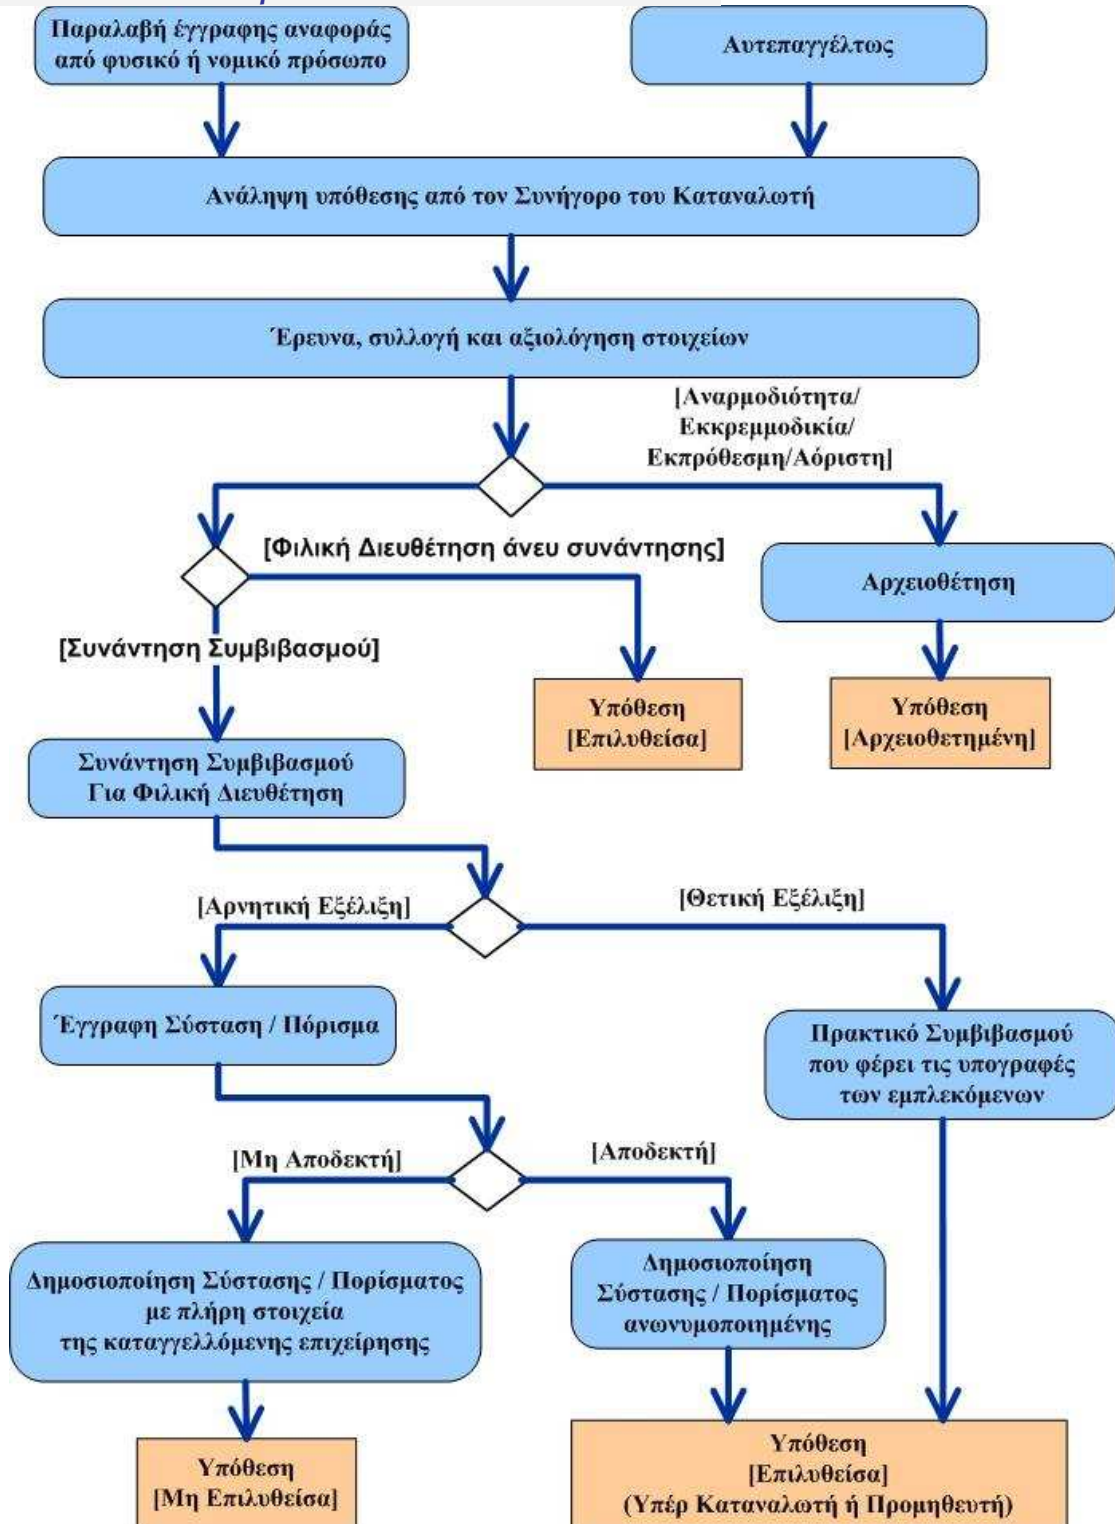 Παραλαβή έγγραφης αναφοράς
από φυσικό ή νομικό πρόσωπο
Αυτεπαγγέλτως
Ανάληψη υπόθεσης από τον Συνήγορο του Καταναλωτή
Έρευνα, συλλογή και αξιολόγηση στοιχείων
[Αναρμοδιότητα/
Εκκρεμμοδικία/
Εκπρόθεσμη/Αόριστη]
[Φιλική Διευθέτηση άνευ συνάντησης]
Αρχειοθέτηση
[Συνάντηση Συμβιβασμού]
Υπόθεση
[Επιλυθείσα]
Υπόθεση
[Αρχειοθετημένη]
Συνάντηση Συμβιβασμού
Για Φιλική Διευθέτηση
[Αρνητική Εξέλιξη]
[Θετική Εξέλιξη]
Έγγραφη Σύσταση / Πόρισμα
Πρακτικό Συμβιβασμού
που φέρει τις υπογραφές
των εμπλεκόμενων
[Μη Αποδεκτή]
[Αποδεκτή]
Δημοσιοποίηση Σύστασης / Πορίσματος
με πλήρη στοιχεία
της καταγγελλόμενης επιχείρησης
Δημοσιοποίηση
Σύστασης / Πορίσματος
ανωνυμοποιημένης
Υπόθεση
[Μη Επιλυθείσα]
Υπόθεση
[Επιλυθείσα]
(Υπέρ Καταναλωτή ή Προμηθευτή)